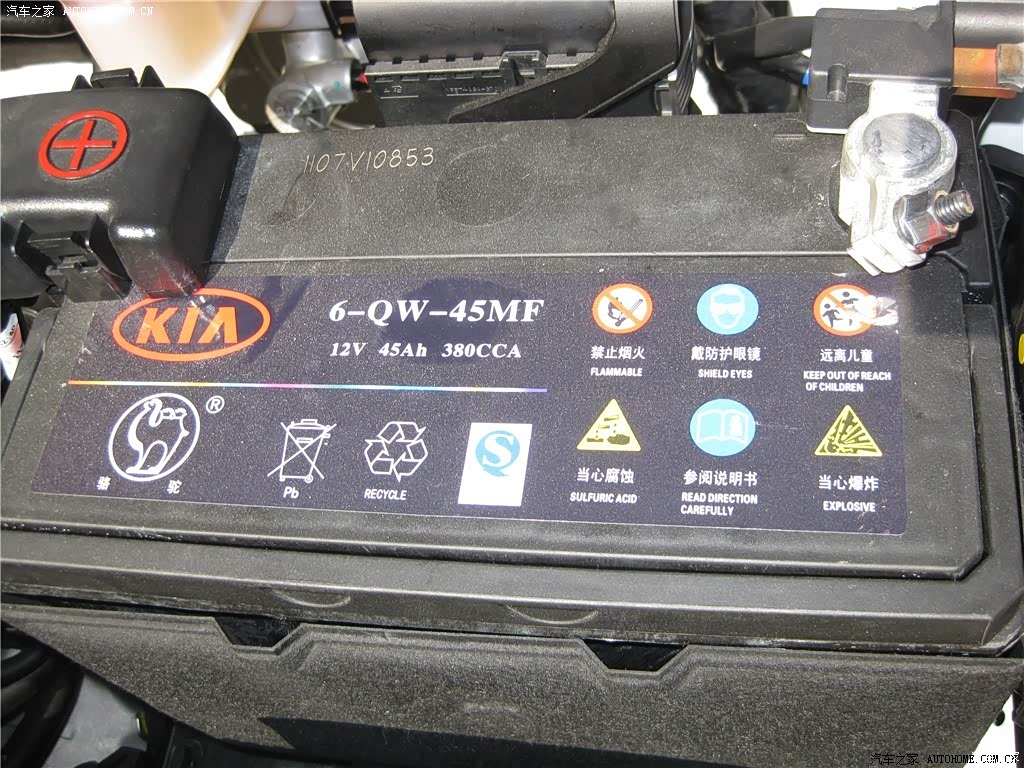 汽车之家 AUTOHOME.COM.CN
1107V10853
KIA
6-QW-45MF
12V 45Ah 380CCA
禁止烟火
FLAMMABLE
戴防护眼镜
SHIELD EYES
远离儿童
KEEP OUT OF REACH
OF CHILDREN
®
骆 驼
Pb
RECYCLE
S
当心腐蚀
SULFURIC ACID
参阅说明书
READ DIRECTION
CAREFULLY
当心爆炸
EXPLOSIVE
汽车之家 AUTOHOME.COM.CN